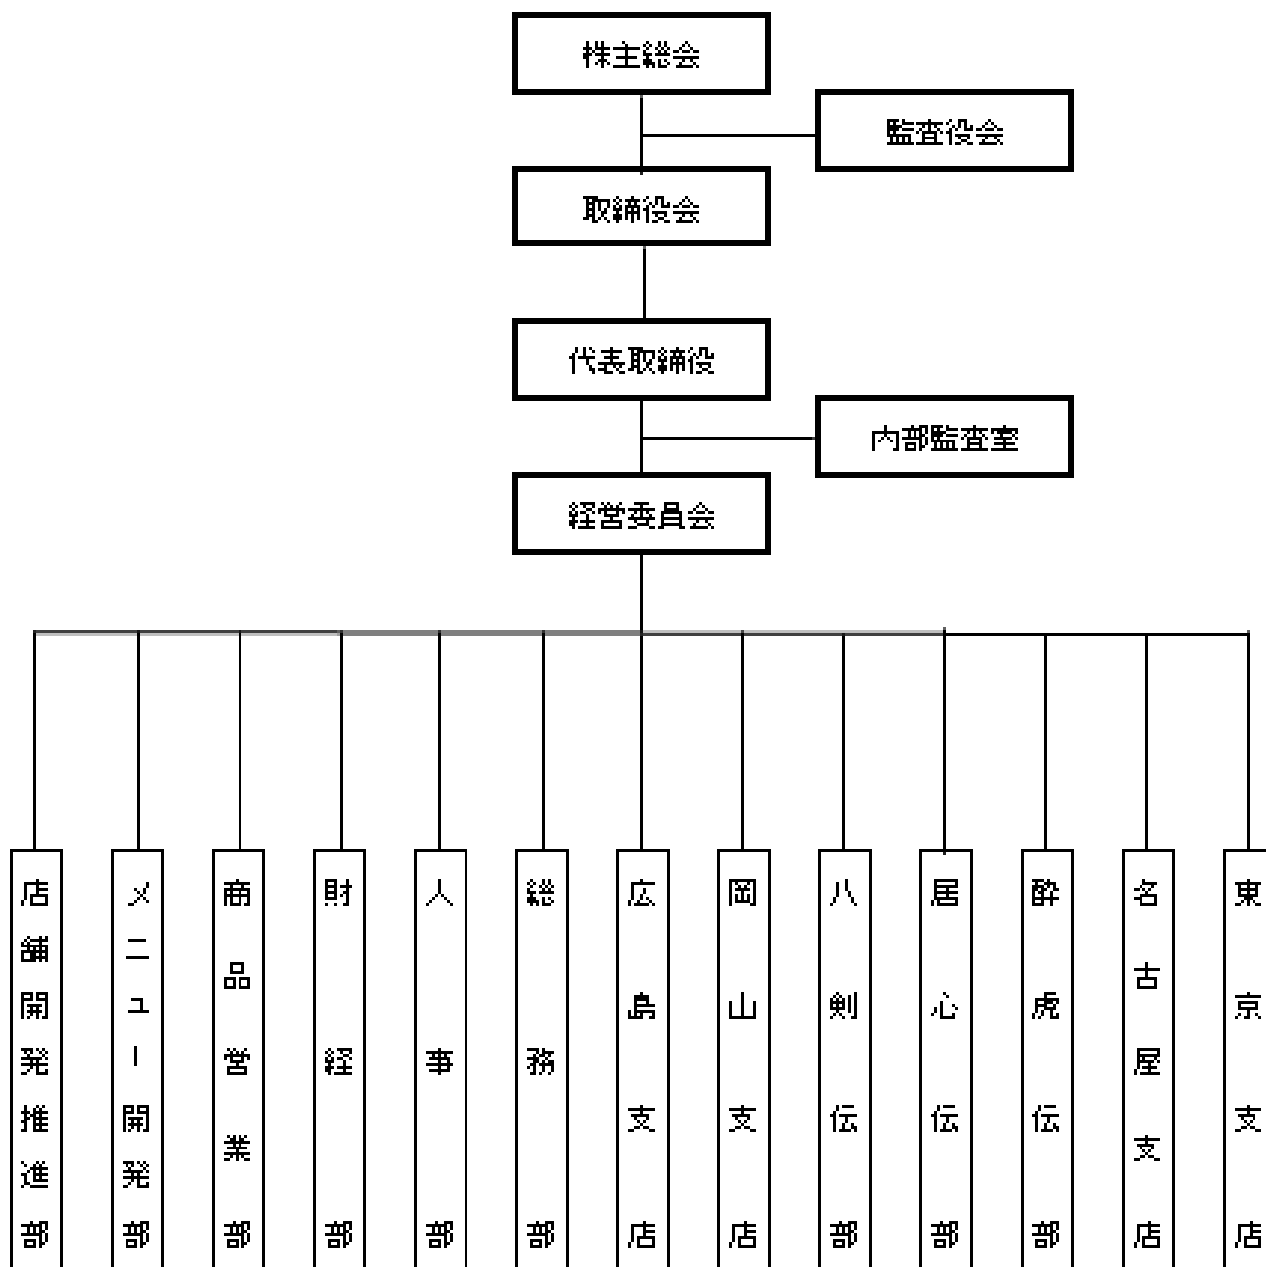 株主総会
監査役会
取締役会
代表取締役
内部監査室
経営委員会
店舗開発推進部
メニュー開発部
商品営業部
財経部
人事部
総務部
広島支店
岡山支店
八剣伝部
居心伝部
酔虎伝部
名古屋支店
東京支店